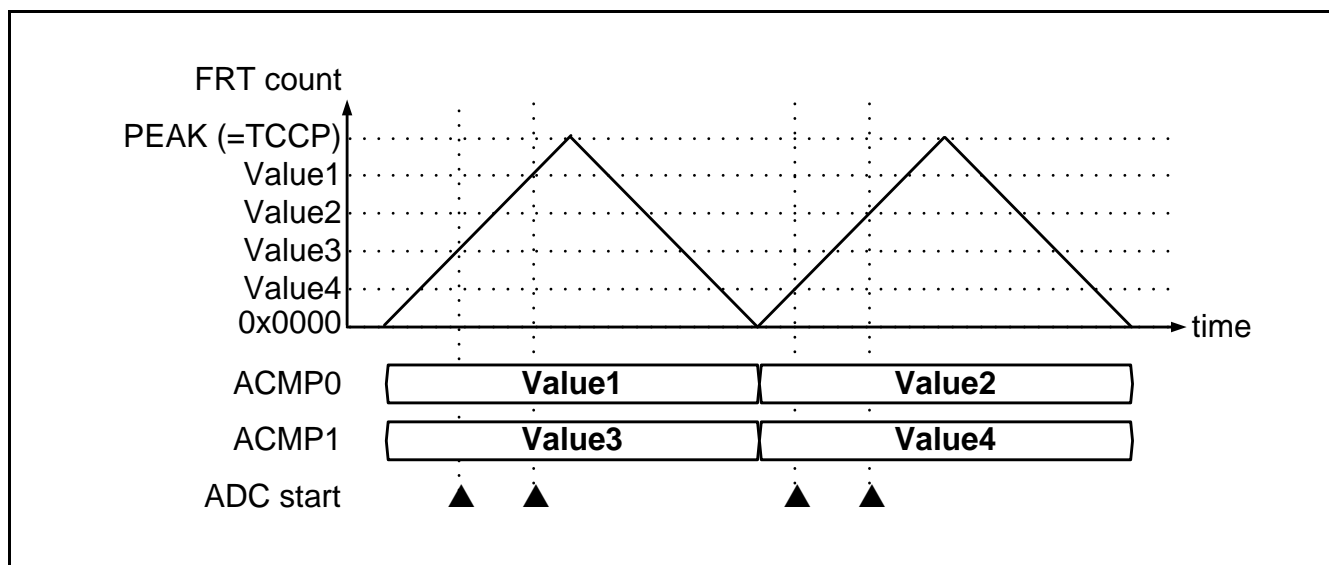 FRT count
PEAK (=TCCP)
Value1
Value2
Value3
Value4
0x0000
time
ACMP0 Value1 Value2
ACMP1 Value3 Value4
ADC start